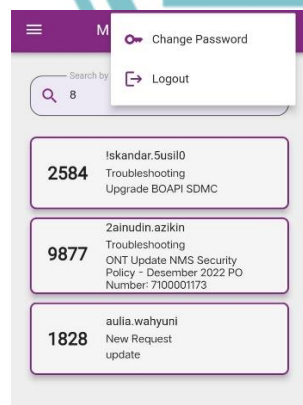 M
Change Password
Logout
Search by
8
2584
!skandar.5usil0
Troubleshooting
Upgrade BOAPI SDMC
9877
2ainudin.azikin
Troubleshooting
ONT Update NMS Security
Policy - Desember 2022 PO
Number: 7100001173
1828
aulia.wahyuni
New Request
update